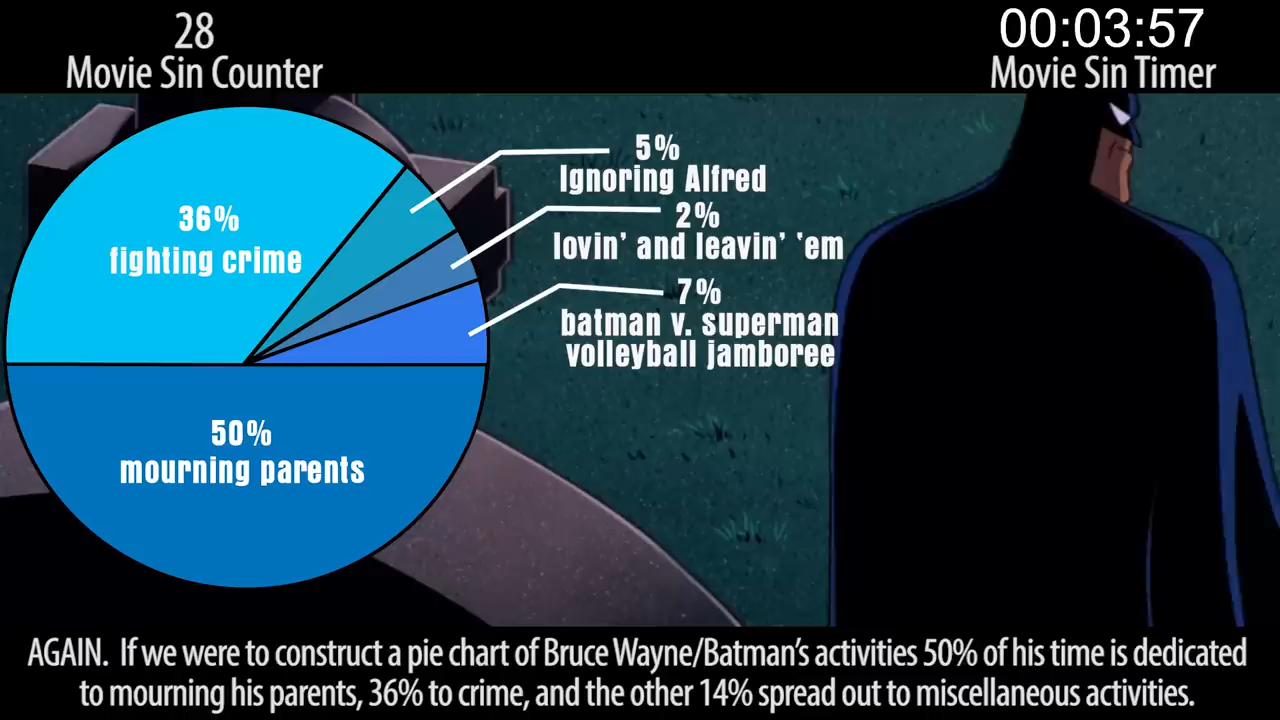 28
Movie Sin Counter
00:03:57
Movie Sin Timer
5%
Ignoring Alfred
2%
lovin' and leavin' 'em
7%
batman v. superman
volleyball jamboree
36%
fighting crime
50%
mourning parents
AGAIN. If we were to construct a pie chart of Bruce Wayne/Batman's activities 50% of his time is dedicated
to mourning his parents, 36% to crime, and the other 14% spread out to miscellaneous activities.